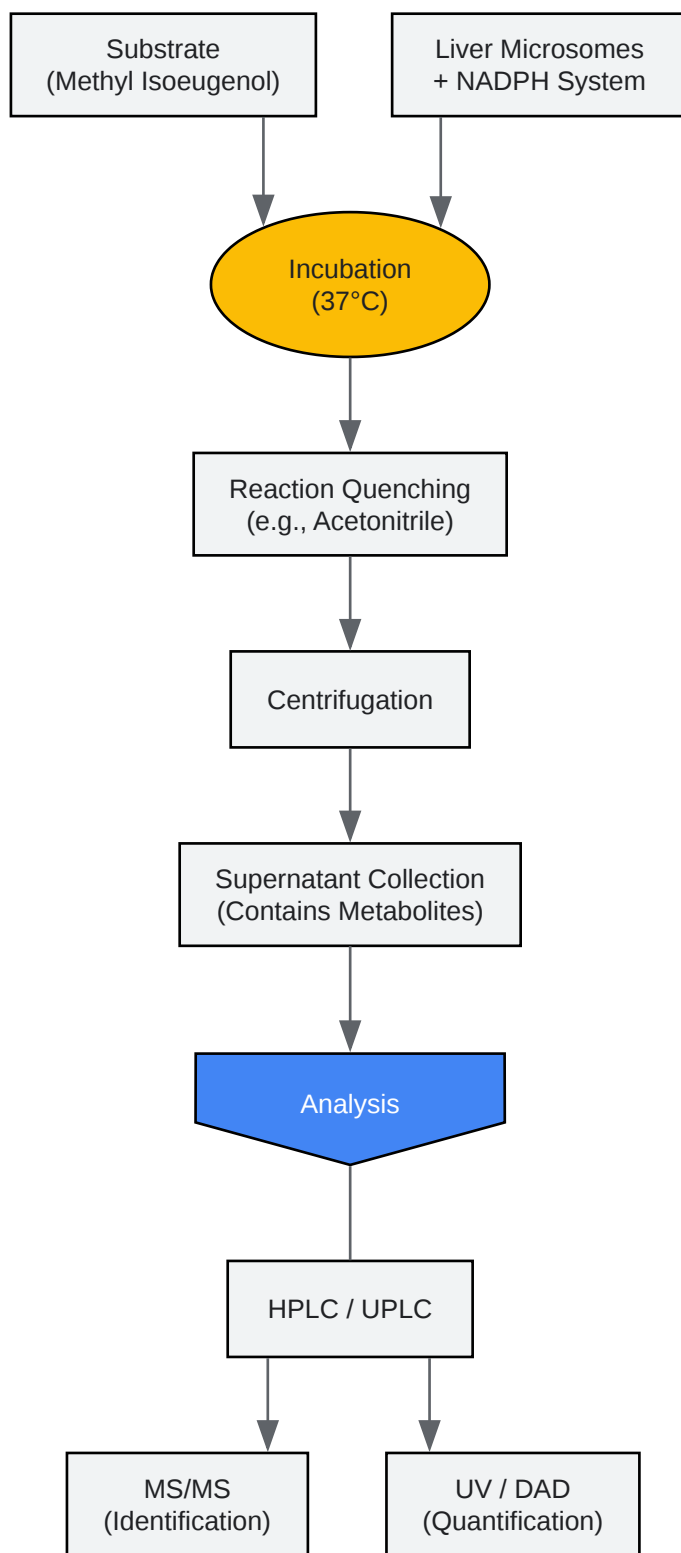 Substrate
(Methyl Isoeugenol)
Liver Microsomes
+ NADPH System
Incubation
(37°C)
Reaction Quenching
(e.g., Acetonitrile)
Centrifugation
Supernatant Collection
(Contains Metabolites)
Analysis
HPLC / UPLC
MS/MS
(Identification)
UV / DAD
(Quantification)